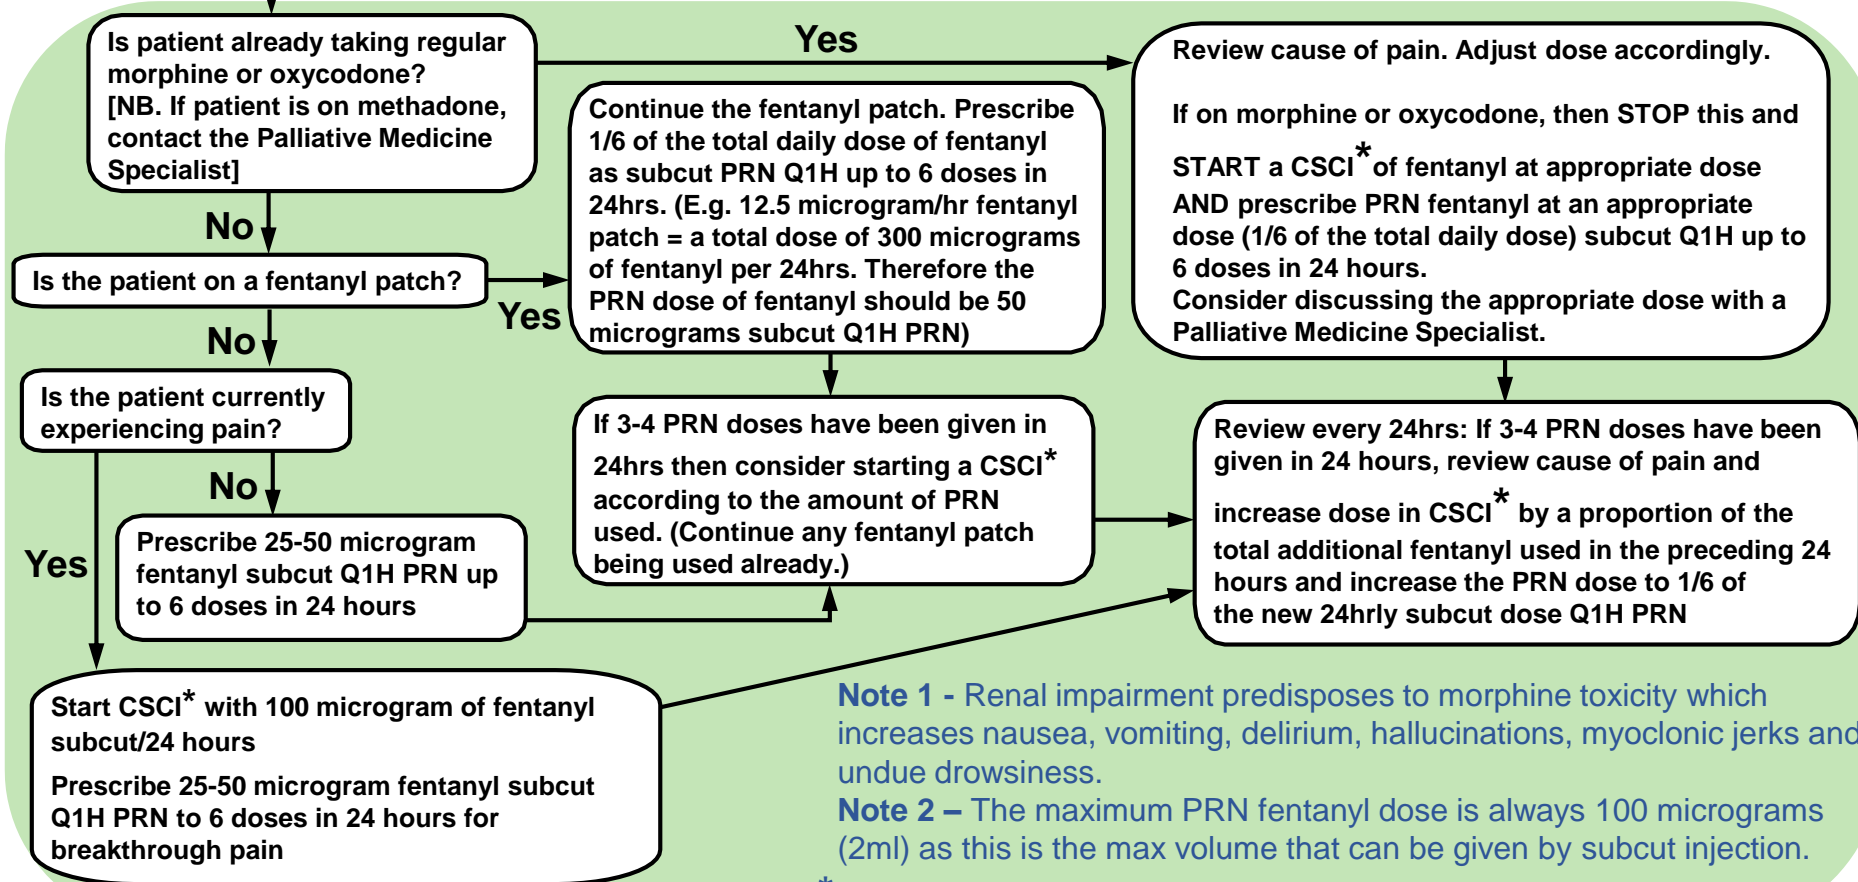 Is patient already taking regular
morphine or oxycodone?
[NB. If patient is on methadone,
contact the Palliative Medicine
Specialist]
Yes
Review cause of pain. Adjust dose accordingly.
If on morphine or oxycodone, then STOP this and
START a CSCI* of fentanyl at appropriate dose
AND prescribe PRN fentanyl at an appropriate
dose (1/6 of the total daily dose) subcut Q1H up to
6 doses in 24 hours.
Consider discussing the appropriate dose with a
Palliative Medicine Specialist.
No
Is the patient on a fentanyl patch?
Yes
Continue the fentanyl patch. Prescribe
1/6 of the total daily dose of fentanyl
as subcut PRN Q1H up to 6 doses in
24hrs. (E.g. 12.5 microgram/hr fentanyl
patch = a total dose of 300 micrograms
of fentanyl per 24hrs. Therefore the
PRN dose of fentanyl should be 50
micrograms subcut Q1H PRN)
No
Is the patient currently
experiencing pain?
No
Prescribe 25-50 microgram
fentanyl subcut Q1H PRN up
to 6 doses in 24 hours
If 3-4 PRN doses have been given in
24hrs then consider starting a CSCI*
according to the amount of PRN
used. (Continue any fentanyl patch
being used already.)
Review every 24hrs: If 3-4 PRN doses have been
given in 24 hours, review cause of pain and
increase dose in CSCI* by a proportion of the
total additional fentanyl used in the preceding 24
hours and increase the PRN dose to 1/6 of
the new 24hrly subcut dose Q1H PRN
Yes
Start CSCI* with 100 microgram of fentanyl
subcut/24 hours
Prescribe 25-50 microgram fentanyl subcut
Q1H PRN to 6 doses in 24 hours for
breakthrough pain
Note 1 - Renal impairment predisposes to morphine toxicity which
increases nausea, vomiting, delirium, hallucinations, myoclonic jerks and
undue drowsiness.
Note 2 – The maximum PRN fentanyl dose is always 100 micrograms
(2ml) as this is the max volume that can be given by subcut injection.
*